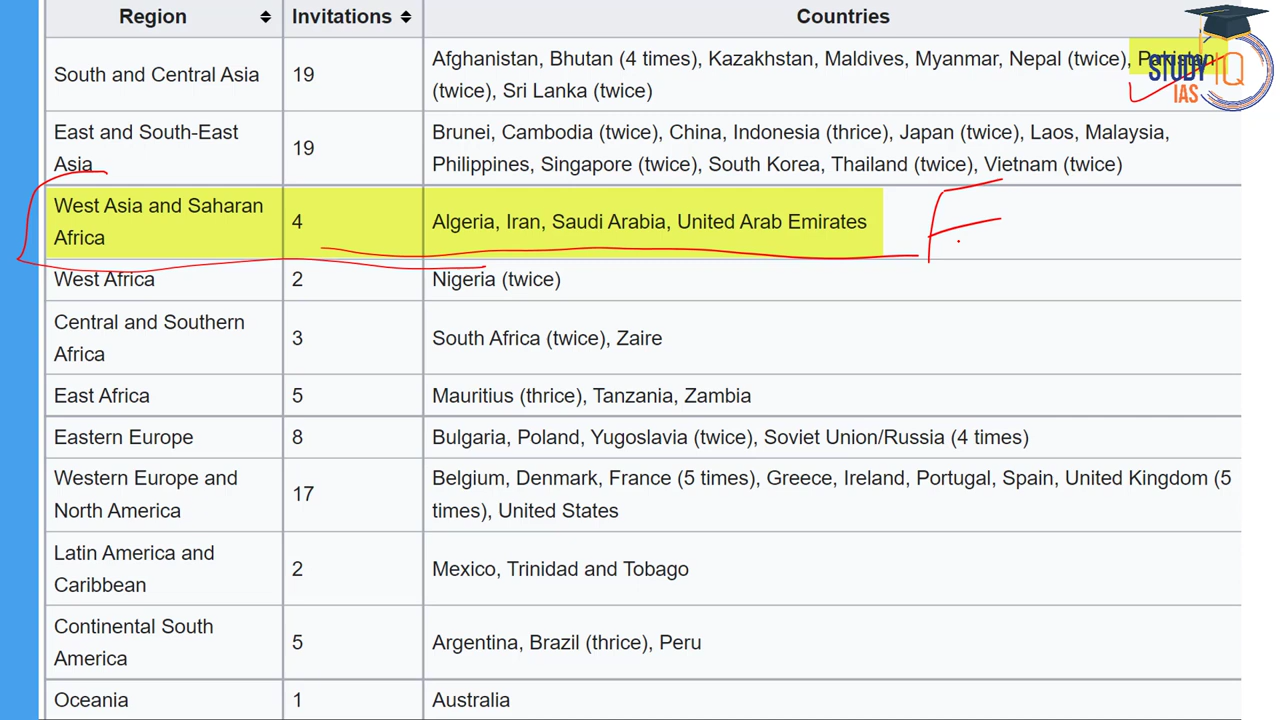 Region Invitations Countries
South and Central Asia 19 Afghanistan, Bhutan (4 times), Kazakhstan, Maldives, Myanmar, Nepal (twice), Pakistan
(twice), Sri Lanka (twice)
East and South-East
Asia
19
Brunei, Cambodia (twice), China, Indonesia (thrice), Japan (twice), Laos, Malaysia,
Philippines, Singapore (twice), South Korea, Thailand (twice), Vietnam (twice)
West Asia and Saharan
Africa
4
Algeria, Iran, Saudi Arabia, United Arab Emirates
F
West Africa 2 Nigeria (twice)
Central and Southern
Africa
3
South Africa (twice), Zaire
East Africa 5 Mauritius (thrice), Tanzania, Zambia
Eastern Europe 8 Bulgaria, Poland, Yugoslavia (twice), Soviet Union/Russia (4 times)
Western Europe and
North America
17
Belgium, Denmark, France (5 times), Greece, Ireland, Portugal, Spain, United Kingdom (5
times), United States
Latin America and
Caribbean
2
Mexico, Trinidad and Tobago
Continental South
America
5
Argentina, Brazil (thrice), Peru
Oceania 1 Australia
STUDY IQ
IAS